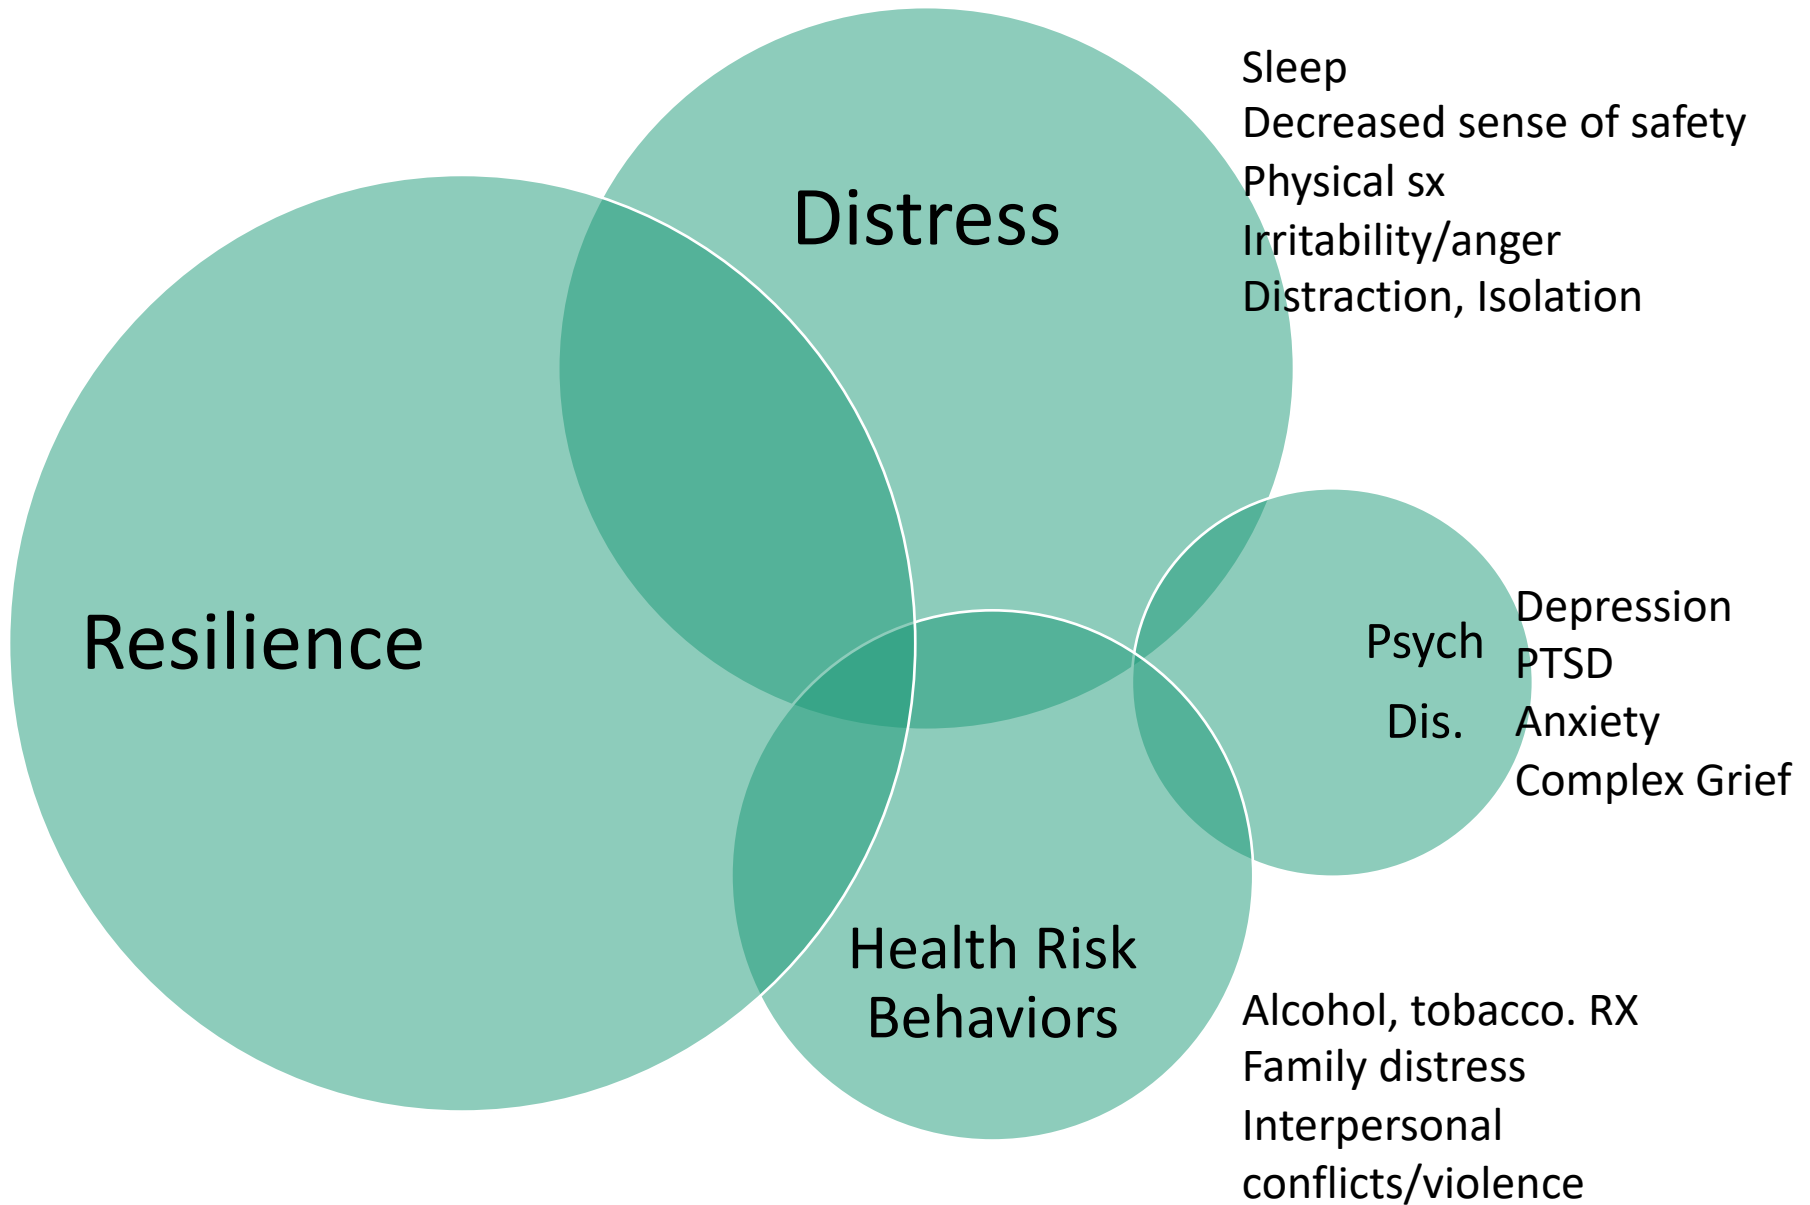 Sleep
Decreased sense of safety
Physical sx
Irritability/anger
Distraction, Isolation
Distress
Resilience
Psych
Dis.
Depression
PTSD
Anxiety
Complex Grief
Health Risk
Behaviors
Alcohol, tobacco. RX
Family distress
Interpersonal
conflicts/violence